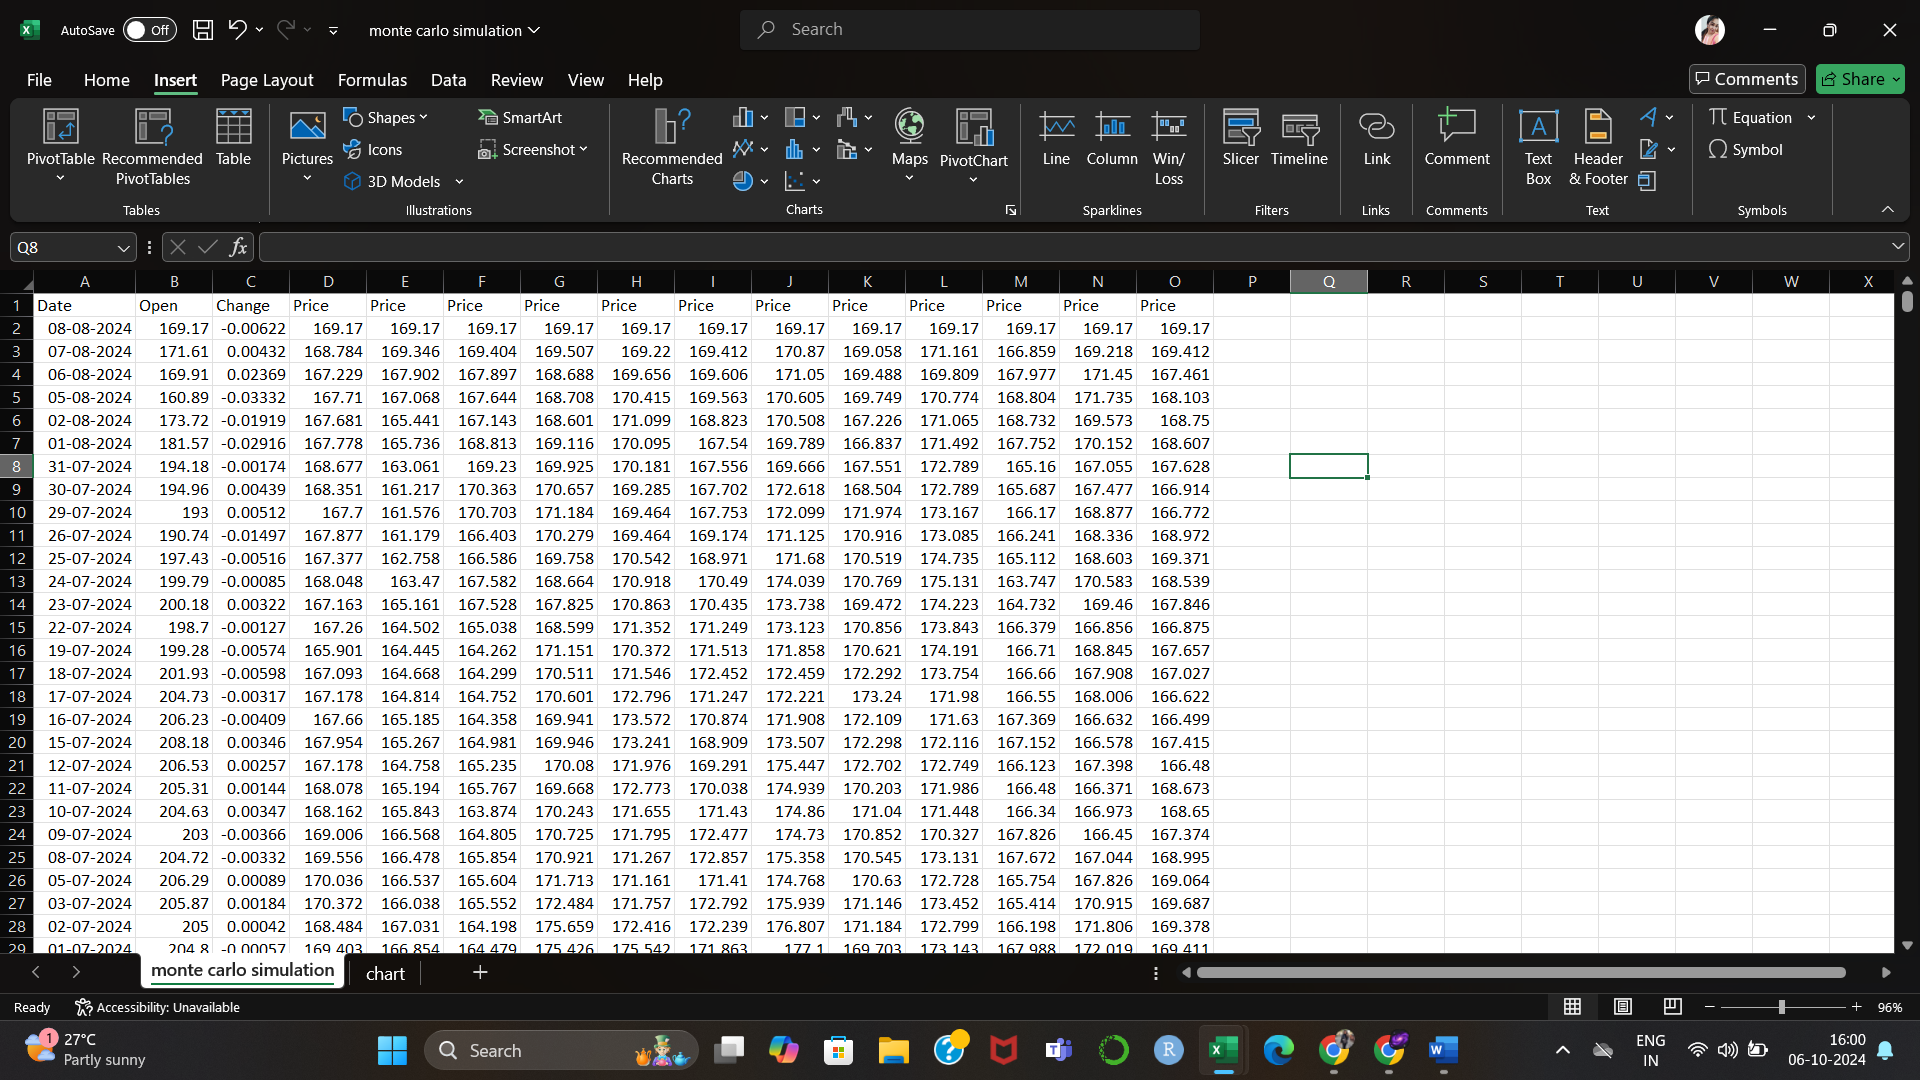 AutoSave Off monte carlo simulation Search
File Home Insert Page Layout Formulas Data Review View Help Comments Share
PivotTable Recommended PivotTables Table Pictures Shapes Icons 3D Models SmartArt Screenshot Recommended Charts Maps PivotChart Line Column Win/ Loss Slicer Timeline Link Comment Text Box Header & Footer Equation Symbol
Tables Illustrations Charts Sparklines Filters Links Comments Text Symbols
Q8 fx
A B C D E F G H I J K L M N O P Q R S T U V W X
1 Date Open Change Price Price Price Price Price Price Price Price Price Price Price Price
2 08-08-2024 169.17 -0.00622 169.17 169.17 169.17 169.17 169.17 169.17 169.17 169.17 169.17 169.17 169.17 169.17
3 07-08-2024 171.61 0.00432 168.784 169.346 169.404 169.507 169.22 169.412 170.87 169.058 171.161 166.859 169.218 169.412
4 06-08-2024 169.91 0.02369 167.229 167.902 167.897 168.688 169.656 169.606 171.05 169.488 169.809 167.977 171.45 167.461
5 05-08-2024 160.89 -0.03332 167.71 167.068 167.644 168.708 170.415 169.563 170.605 169.749 170.774 168.804 171.735 168.103
6 02-08-2024 173.72 -0.01919 167.681 165.441 167.143 168.601 171.099 168.823 170.508 167.226 171.065 168.732 169.573 168.75
7 01-08-2024 181.57 -0.02916 167.778 165.736 168.813 169.116 170.095 167.54 169.789 166.837 171.492 167.752 170.152 168.607
8 31-07-2024 194.18 -0.00174 168.677 163.061 169.23 169.925 170.181 167.556 169.666 167.551 172.789 165.16 167.055 167.628
9 30-07-2024 194.96 0.00439 168.351 161.217 170.363 170.657 169.285 167.702 172.618 168.504 172.789 165.687 167.477 166.914
10 29-07-2024 193 0.00512 167.7 161.576 170.703 171.184 169.464 167.753 172.099 171.974 173.167 166.17 168.877 166.772
11 26-07-2024 190.74 -0.01497 167.877 161.179 166.403 170.279 169.464 169.174 171.125 170.916 173.085 166.241 168.336 168.972
12 25-07-2024 197.43 -0.00516 167.377 162.758 166.586 169.758 170.542 168.971 171.68 170.519 174.735 165.112 168.603 169.371
13 24-07-2024 199.79 -0.00085 168.048 163.47 167.582 168.664 170.918 170.49 174.039 170.769 175.131 163.747 170.583 168.539
14 23-07-2024 200.18 0.00322 167.163 165.161 167.528 167.825 170.863 170.435 173.738 169.472 174.223 164.732 169.46 167.846
15 22-07-2024 198.7 -0.00127 167.26 164.502 165.038 168.599 171.352 171.249 173.123 170.856 173.843 166.379 166.856 166.875
16 19-07-2024 199.28 -0.00574 165.901 164.445 164.262 171.151 170.372 171.513 171.858 170.621 174.191 166.71 168.845 167.657
17 18-07-2024 201.93 -0.00598 167.093 164.668 164.299 170.511 171.546 172.452 172.459 172.292 173.754 166.66 167.908 167.027
18 17-07-2024 204.73 -0.00317 167.178 164.814 164.752 170.601 172.796 171.247 172.221 173.24 171.98 166.55 168.006 166.622
19 16-07-2024 206.23 -0.00409 167.66 165.185 164.358 169.941 173.572 170.874 171.908 172.109 171.63 167.369 166.632 166.499
20 15-07-2024 208.18 0.00346 167.954 165.267 164.981 169.946 173.241 168.909 173.507 172.298 172.116 167.152 166.578 167.415
21 12-07-2024 206.53 0.00257 167.178 164.758 165.235 170.08 171.976 169.291 175.447 172.702 172.749 166.123 167.398 166.48
22 11-07-2024 205.31 0.00144 168.078 165.194 165.767 169.668 172.773 170.038 174.939 170.203 171.986 166.48 166.371 168.673
23 10-07-2024 204.63 0.00347 168.162 165.843 163.874 170.243 171.655 171.43 174.86 171.04 171.448 166.34 166.973 168.65
24 09-07-2024 203 -0.00366 169.006 166.568 164.805 170.725 171.795 172.477 174.73 170.852 170.327 167.826 166.45 167.374
25 08-07-2024 204.72 -0.00332 169.556 166.478 165.854 170.921 171.267 172.857 175.358 170.545 173.131 167.672 167.044 168.995
26 05-07-2024 206.29 0.00089 170.036 166.537 165.604 171.713 171.161 171.41 174.768 170.63 172.728 165.754 167.826 169.064
27 03-07-2024 205.87 0.00184 170.372 166.038 165.552 172.484 171.757 172.792 175.939 171.146 173.452 165.414 170.915 169.687
28 02-07-2024 205 0.00042 168.484 167.031 164.198 175.659 172.416 172.239 176.807 171.184 172.799 166.198 171.806 169.378
29 01-07-2024 204.8 -0.00057 169.403 166.854 164.479 175.426 175.542 171.863 177.1 169.703 173.143 167.988 172.019 169.411
monte carlo simulation chart
Ready Accessibility: Unavailable 96%
1 27°C Partly sunny Search ENG IN 16:00 06-10-2024